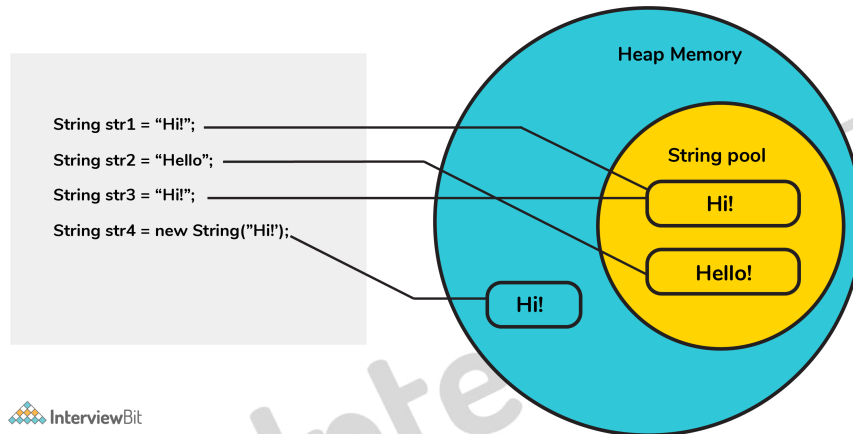 Heap Memory
String str1 = “Hi!”;
String str2 = “Hello”;
String str3 = “Hi!”;
String str4 = new String(”Hi!’);
String pool
Hi!
Hello!
Hi!
InterviewBit